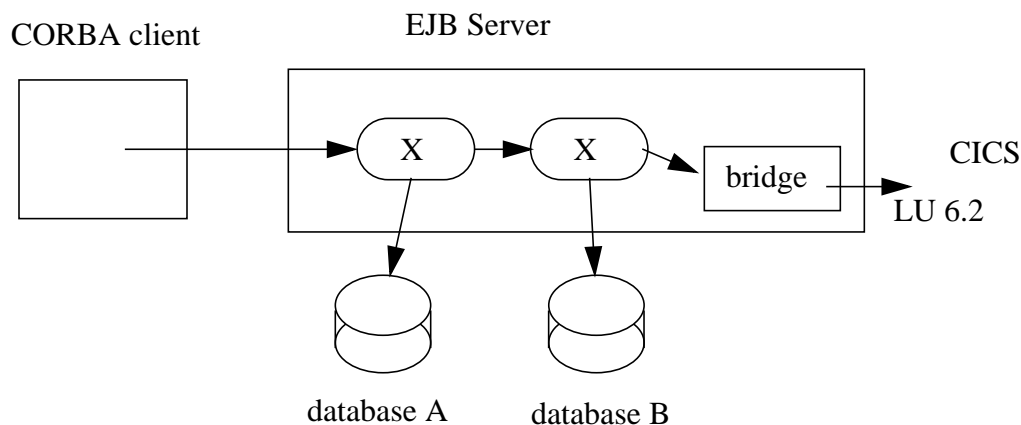 CORBA client
EJB Server
X
X
bridge
CICS
LU 6.2
database A
database B